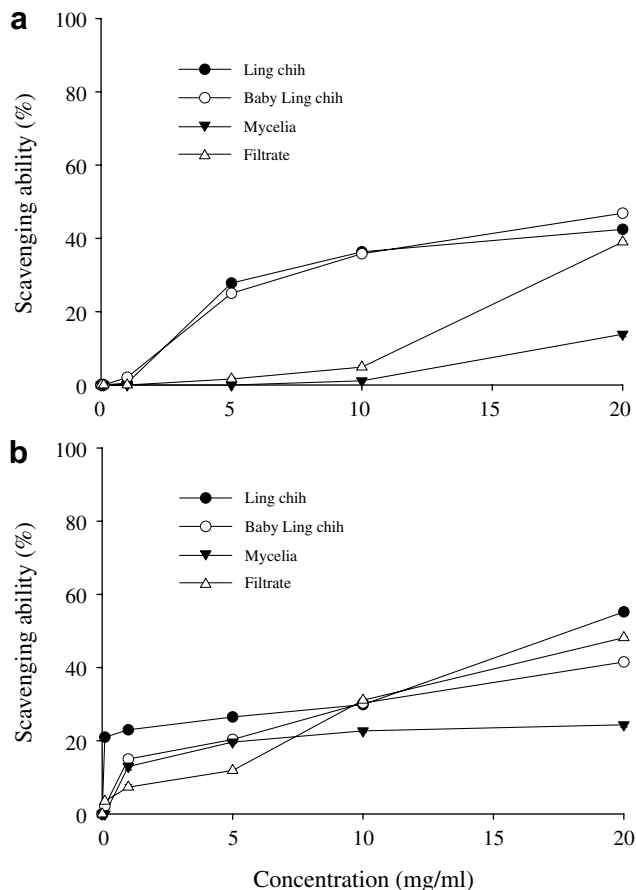 a
100
80
60
40
20
0
Scavenging ability (%)
Ling chih
Baby Ling chih
Mycelia
Filtrate
0 5 10 15 20
b
100
80
60
40
20
0
Scavenging ability (%)
Ling chih
Baby Ling chih
Mycelia
Filtrate
0 5 10 15 20
Concentration (mg/ml)